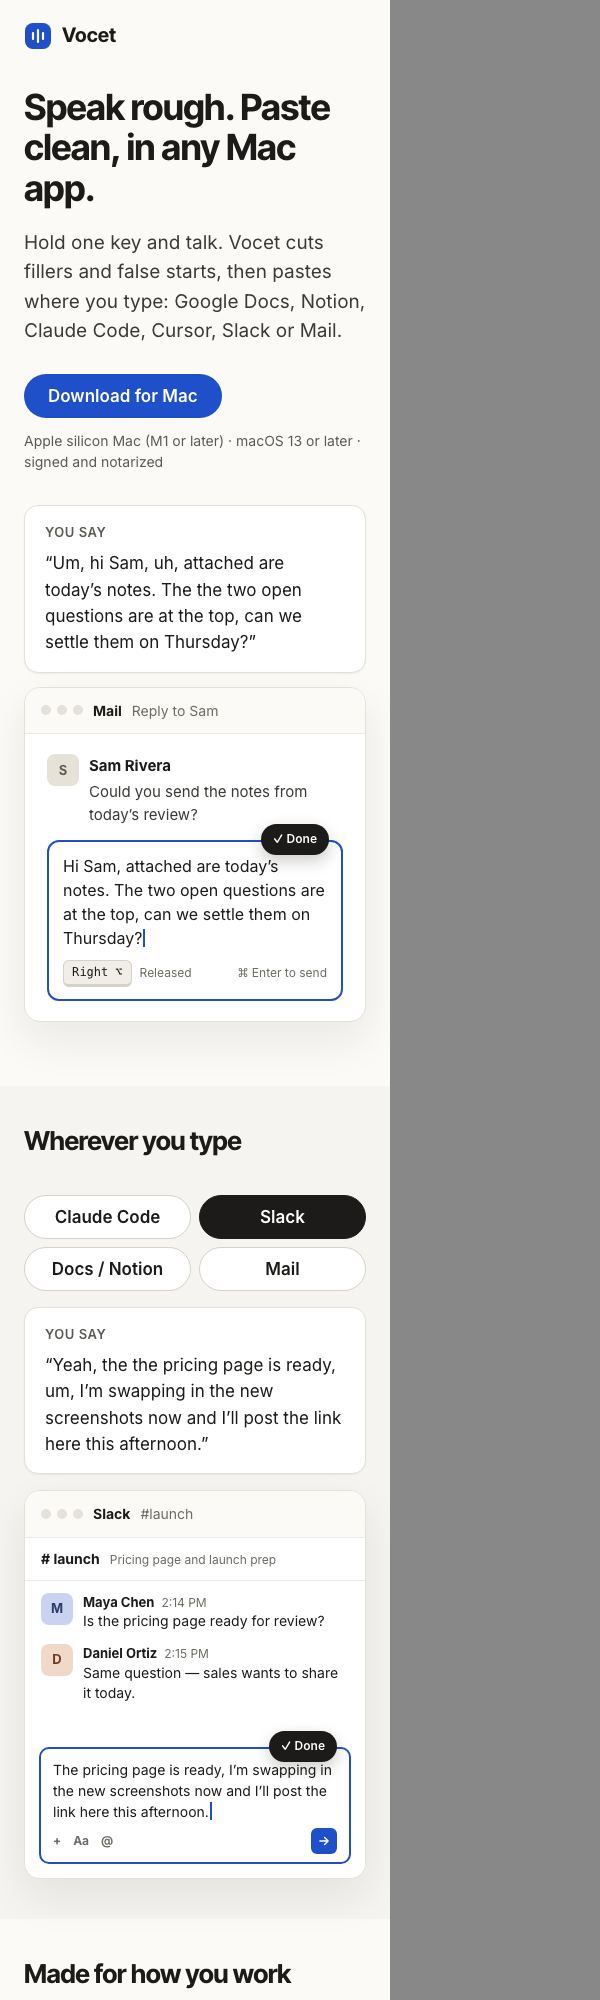 Vocet
Speak rough. Paste
clean, in any Mac
app.
Hold one key and talk. Vocet cuts
fillers and false starts, then pastes
where you type: Google Docs, Notion,
Claude Code, Cursor, Slack or Mail.
Download for Mac
Apple silicon Mac (M1 or later) · macOS 13 or later ·
signed and notarized
YOU SAY
“Um, hi Sam, uh, attached are
today’s notes. The the two open
questions are at the top, can we
settle them on Thursday?”
Mail Reply to Sam
S
Sam Rivera
Could you send the notes from
today’s review?
✓ Done
Hi Sam, attached are today’s
notes. The two open questions are
at the top, can we settle them on
Thursday?
Right ⌥ Released ⌘ Enter to send
Wherever you type
Claude Code Slack
Docs / Notion Mail
YOU SAY
“Yeah, the the pricing page is ready,
um, I’m swapping in the new
screenshots now and I’ll post the link
here this afternoon.”
Slack #launch
# launch Pricing page and launch prep
M
Maya Chen 2:14 PM
Is the pricing page ready for review?
D
Daniel Ortiz 2:15 PM
Same question — sales wants to share
it today.
✓ Done
The pricing page is ready, I’m swapping in
the new screenshots now and I’ll post the
link here this afternoon.
+ Aa @ →
Made for how you work